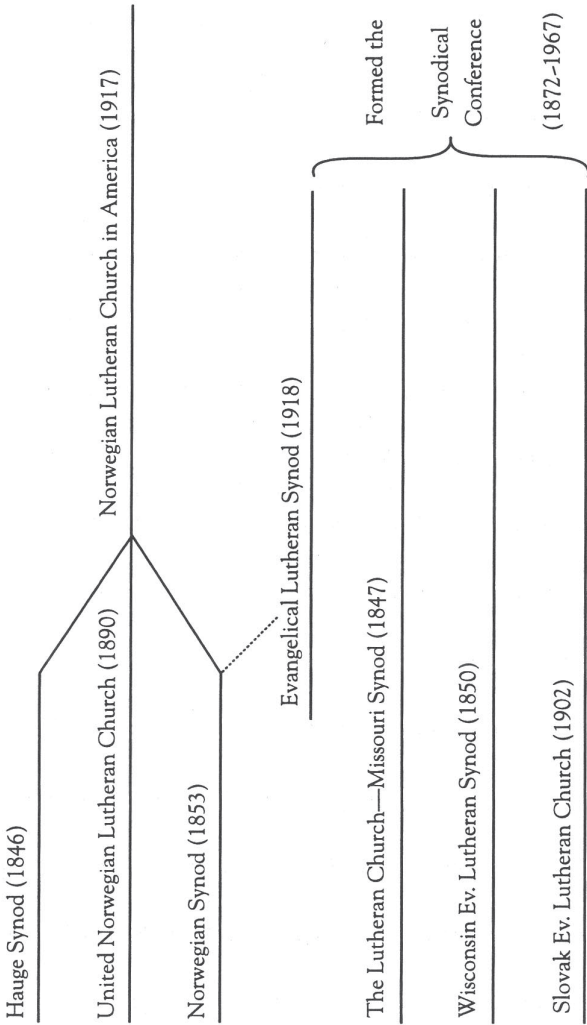 Hauge Synod (1846)
United Norwegian Lutheran Church (1890)
Norwegian Lutheran Church in America (1917)
Norwegian Synod (1853)
Evangelical Lutheran Synod (1918)
The Lutheran Church—Missouri Synod (1847)
Wisconsin Ev. Lutheran Synod (1850)
Slovak Ev. Lutheran Church (1902)
Formed the
Synodical
Conference
(1872-1967)